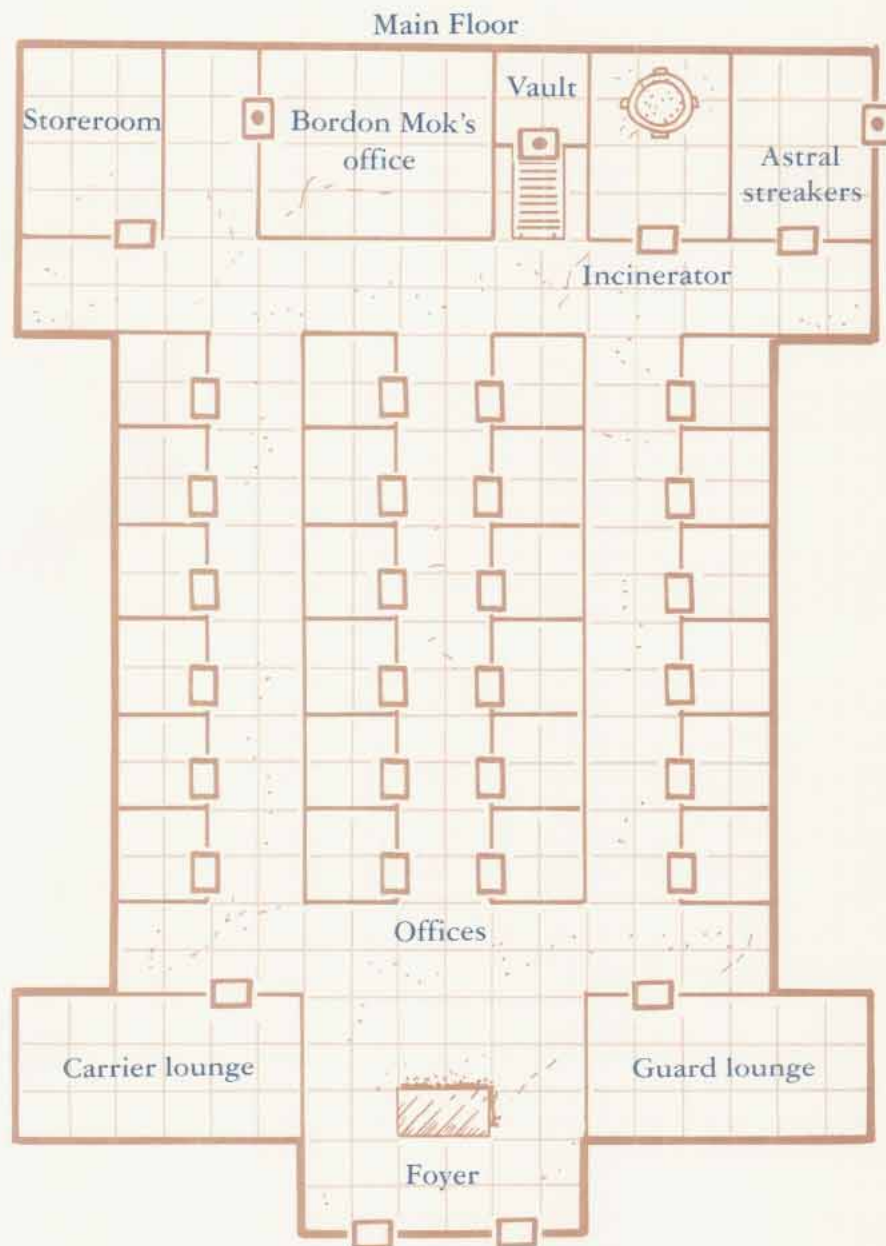 Main Floor
Storeroom
Bordon Mok's
office
Vault
Astral
streakers
Incinerator
Offices
Carrier lounge
Guard lounge
Foyer